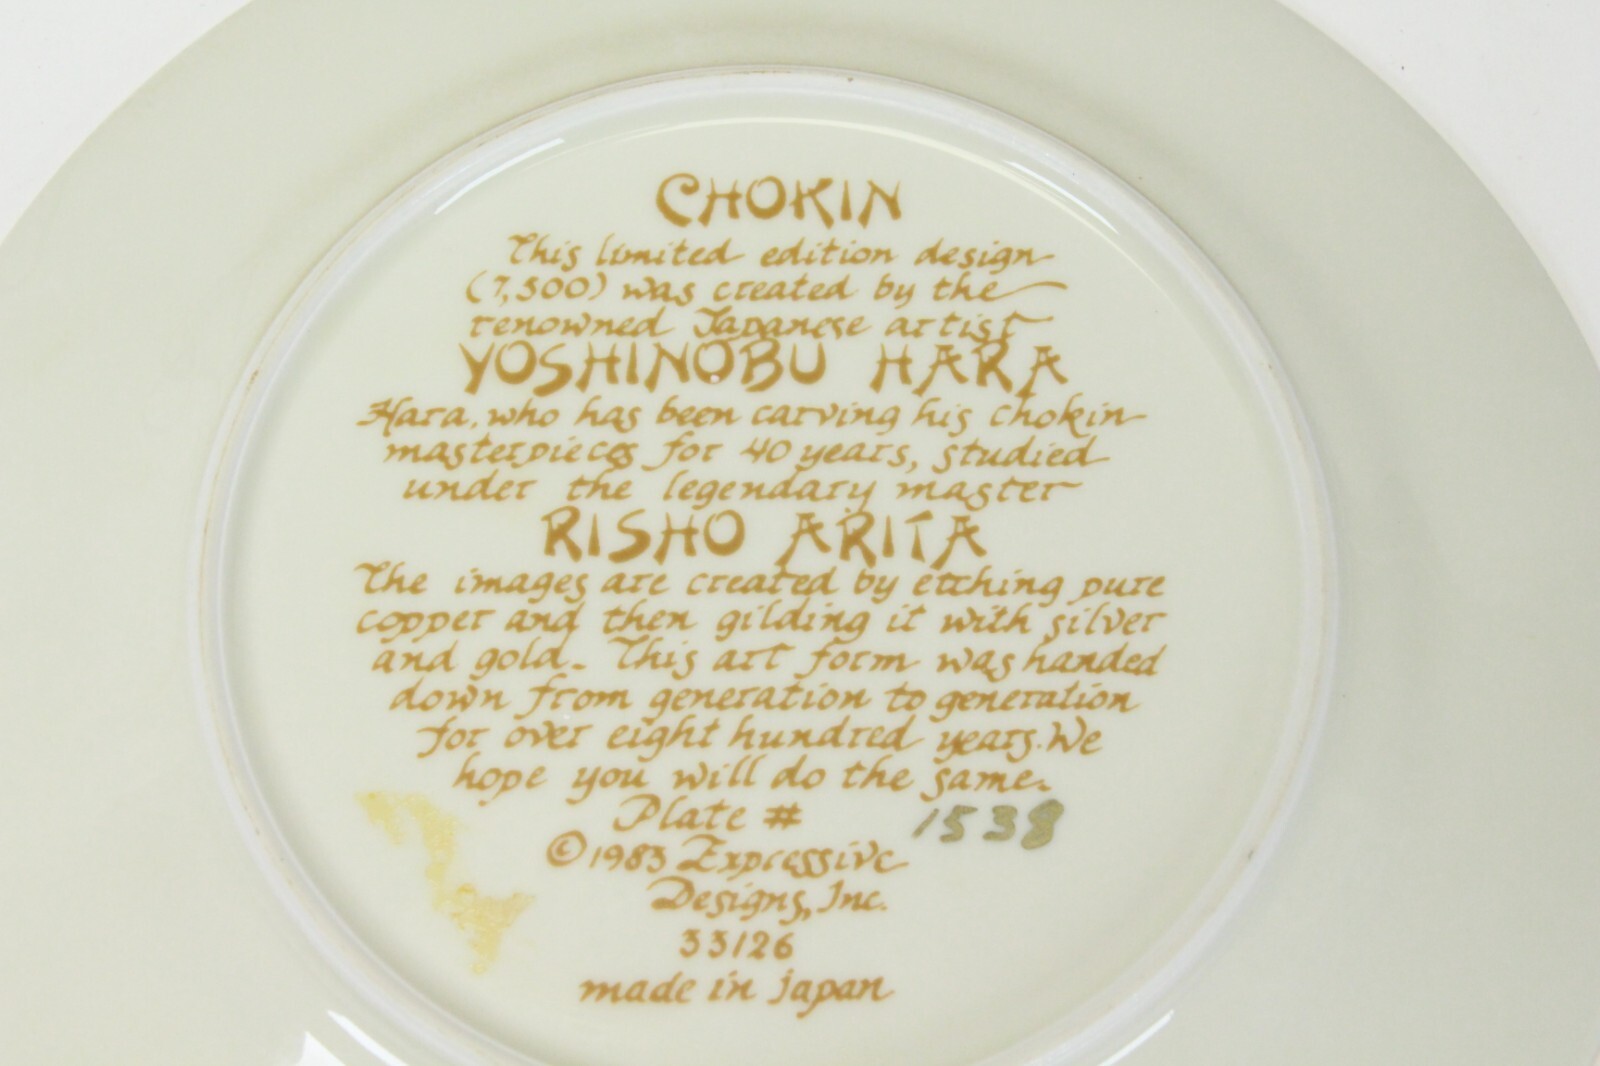 CHOKIN
This limited edition design
(7,500) was created by the
renowned Japanese artist
YOSHINOBU HARA
Hara, who has been carving his chokin
masterpieces for 40 years, studied
under the legendary master
RISHO ARITA
The images are created by etching pure
copper and then gilding it with silver
and gold. This art form was handed
down from generation to generation
for over eight hundred years. We
hope you will do the same.
Plate # 1538
©1983 Expressive
Designs, Inc.
33126
made in japan